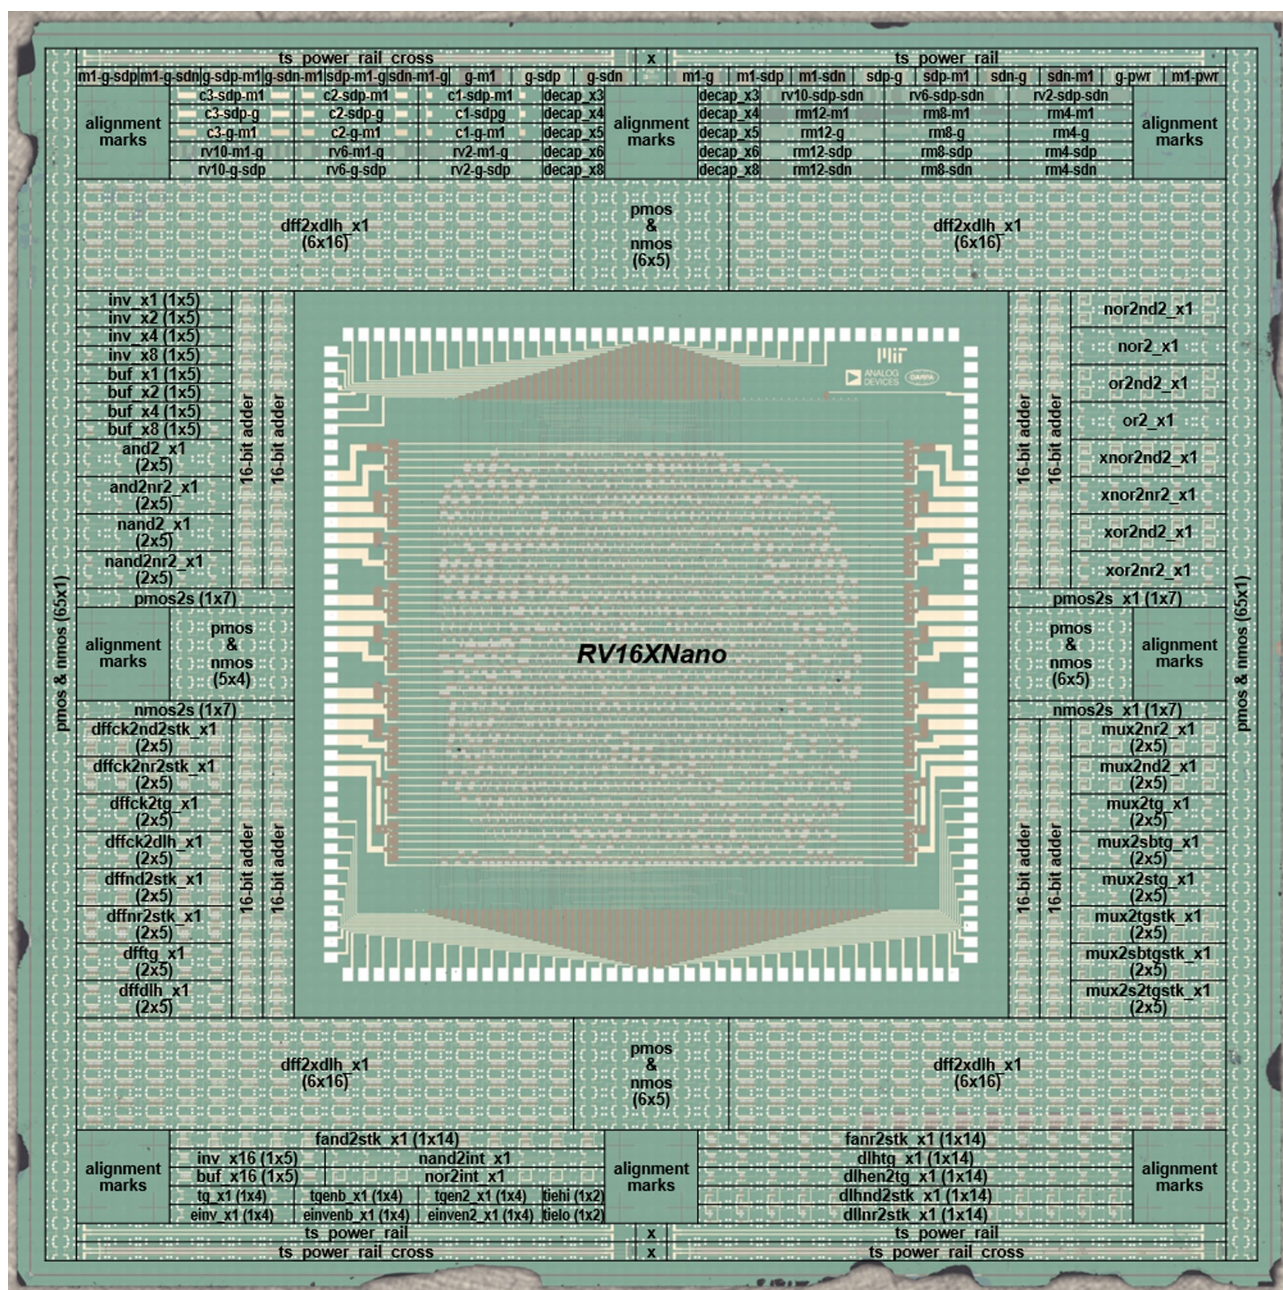 ts_power_rail_cross x ts_power_rail
m1-g-sdp m1-g-sdn g-sdp-m1 g-sdn-m1 sdp-m1-g sdn-m1-g g-m1 g-sdp g-sdn m1-g m1-sdp m1-sdn sdp-g sdp-m1 sdn-g sdn-m1 g-pwr m1-pwr
alignment
marks
c3-sdp-m1 c2-sdp-m1 c1-sdp-m1 decap_x3
c3-sdp-g c2-sdp-g c1-sdpg decap_x4
c3-g-m1 c2-g-m1 c1-g-m1 decap_x5
rv10-m1-g rv6-m1-g rv2-m1-g decap_x6
rv10-g-sdp rv6-g-sdp rv2-g-sdp decap_x8
alignment
marks
decap_x3 rv10-sdp-sdn rv6-sdp-sdn rv2-sdp-sdn
decap_x4 rm12-m1 rm8-m1 rm4-m1
decap_x5 rm12-g rm8-g rm4-g
decap_x6 rm12-sdp rm8-sdp rm4-sdp
decap_x8 rm12-sdn rm8-sdn rm4-sdn
alignment
marks
dff2xdlh_x1
(6x16)
pmos
&
nmos
(6x5)
dff2xdlh_x1
(6x16)
inv_x1 (1x5)
inv_x2 (1x5)
inv_x4 (1x5)
inv_x8 (1x5)
buf_x1 (1x5)
buf_x2 (1x5)
buf_x4 (1x5)
buf_x8 (1x5)
and2_x1
(2x5)
and2nr2_x1
(2x5)
nand2_x1
(2x5)
nand2nr2_x1
(2x5)
16-bit adder
16-bit adder
pmos2s (1x7)
alignment
marks
pmos
&
nmos
(5x4)
nmos2s (1x7)
pmos & nmos (65x1)
dffck2nd2stk_x1
(2x5)
dffck2nr2stk_x1
(2x5)
dffck2tg_x1
(2x5)
dffck2dlh_x1
(2x5)
dffnd2stk_x1
(2x5)
dffnr2stk_x1
(2x5)
dfftg_x1
(2x5)
dffdlh_x1
(2x5)
16-bit adder
16-bit adder
MIT
ANALOG
DEVICES
DARPA
RV16XNano
16-bit adder
16-bit adder
nor2nd2_x1
nor2_x1
or2nd2_x1
or2_x1
xnor2nd2_x1
xnor2nr2_x1
xor2nd2_x1
xor2nr2_x1
pmos2s_x1 (1x7)
pmos
&
nmos
(6x5)
alignment
marks
nmos2s_x1 (1x7)
pmos & nmos (65x1)
16-bit adder
16-bit adder
mux2nr2_x1
(2x5)
mux2nd2_x1
(2x5)
mux2tg_x1
(2x5)
mux2sbtg_x1
(2x5)
mux2stg_x1
(2x5)
mux2tgstk_x1
(2x5)
mux2sbtgstk_x1
(2x5)
mux2s2tgstk_x1
(2x5)
dff2xdlh_x1
(6x16)
pmos
&
nmos
(6x5)
dff2xdlh_x1
(6x16)
alignment
marks
fand2stk_x1 (1x14)
inv_x16 (1x5) nand2int_x1
buf_x16 (1x5) nor2int_x1
tg_x1 (1x4) tgenb_x1 (1x4) tgen2_x1 (1x4) tiehi (1x2)
einv_x1 (1x4) einvenb_x1 (1x4) einven2_x1 (1x4) tielo (1x2)
alignment
marks
fanr2stk_x1 (1x14)
dlhtg_x1 (1x14)
dlhen2tg_x1 (1x14)
dlhnd2stk_x1 (1x14)
dllnr2stk_x1 (1x14)
alignment
marks
ts_power_rail x ts_power_rail
ts_power_rail_cross x ts_power_rail_cross